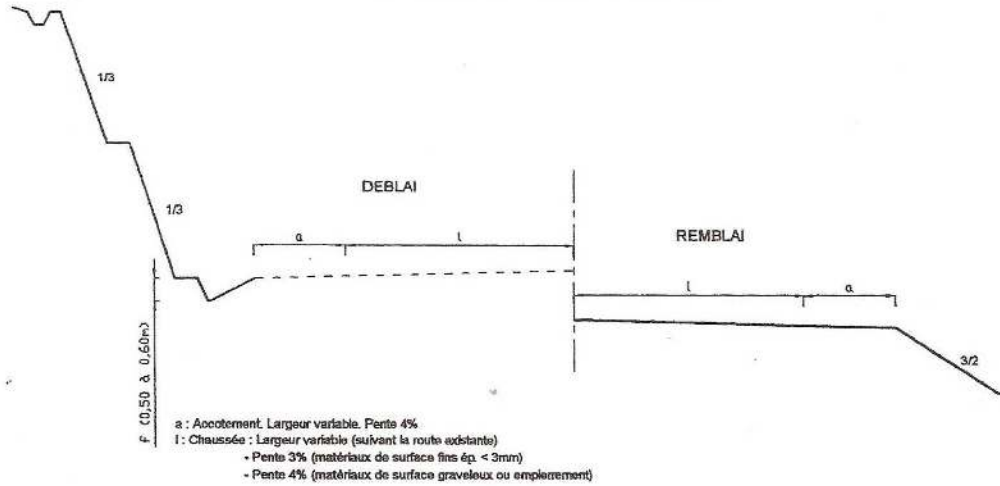 1/3
DEBLAI
1/3
a
l
REMBLAI
l
a
3/2
F (0,50 à 0,60m)
a : Accotement. Largeur variable. Pente 4%
l : Chaussée : Largeur variable (suivant la route existante)
- Pente 3% (matériaux de surface fins ép. < 3mm)
- Pente 4% (matériaux de surface graveleux ou empierrement)